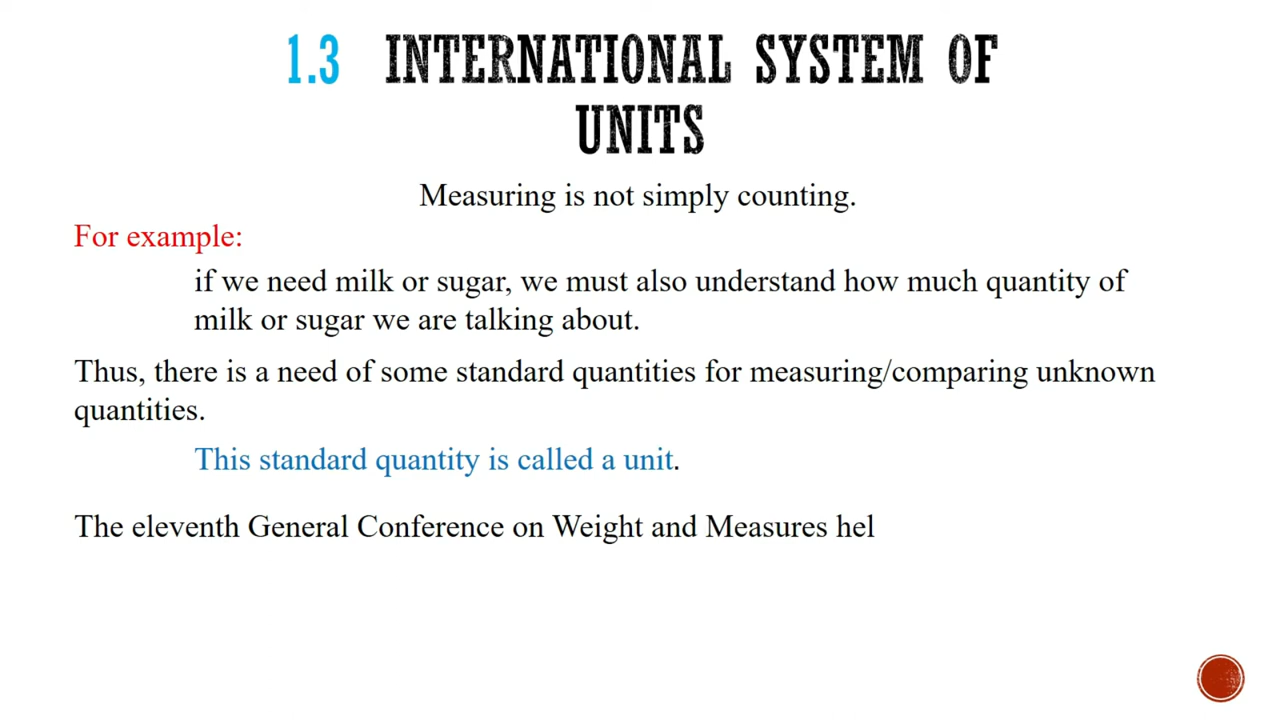 1.3 INTERNATIONAL SYSTEM OF
UNITS
Measuring is not simply counting.
For example:
if we need milk or sugar, we must also understand how much quantity of
milk or sugar we are talking about.
Thus, there is a need of some standard quantities for measuring/comparing unknown
quantities.
This standard quantity is called a unit.
The eleventh General Conference on Weight and Measures hel